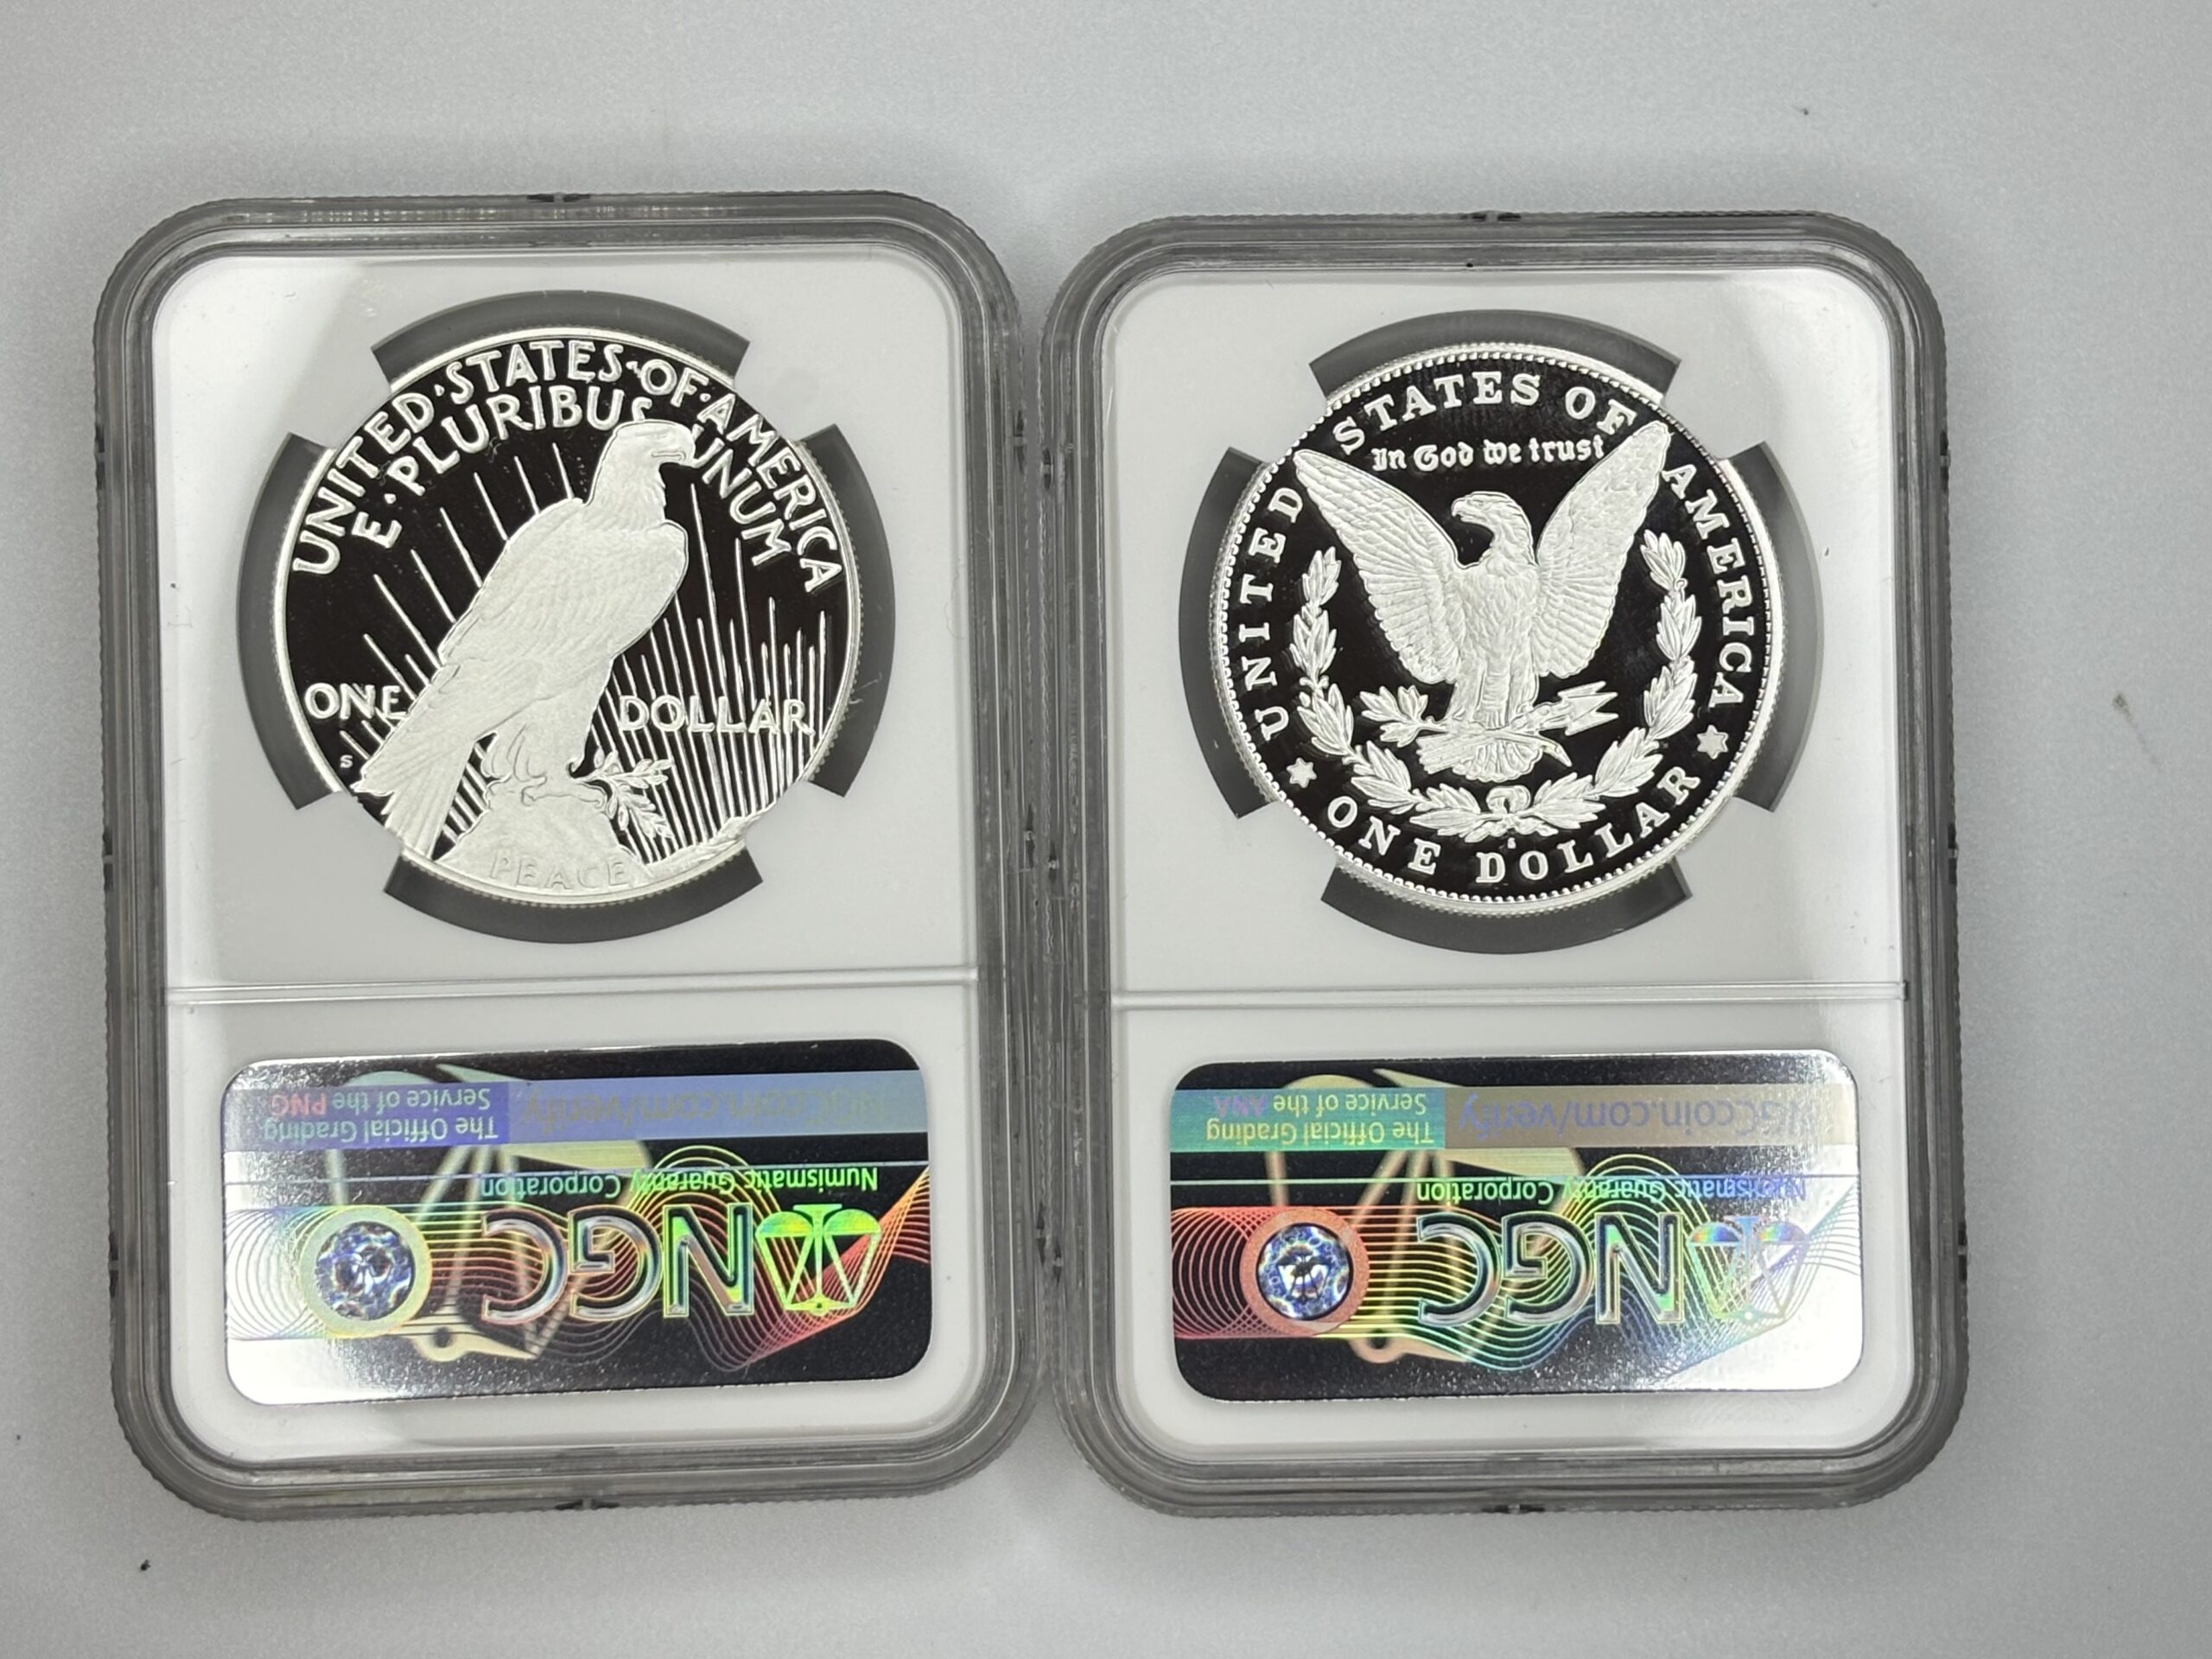 UNITED·STATES·OF·AMERICA
E·PLURIBUS UNUM
ONE DOLLAR
S
PEACE
UNITED STATES OF AMERICA
In God we trust
ONE DOLLAR
S
The Official Grading
Service of the PNG
NGCcoin.com/verify
Numismatic Guaranty Corporation
NGC
The Official Grading
Service of the ANA
NGCcoin.com/verify
Numismatic Guaranty Corporation
NGC